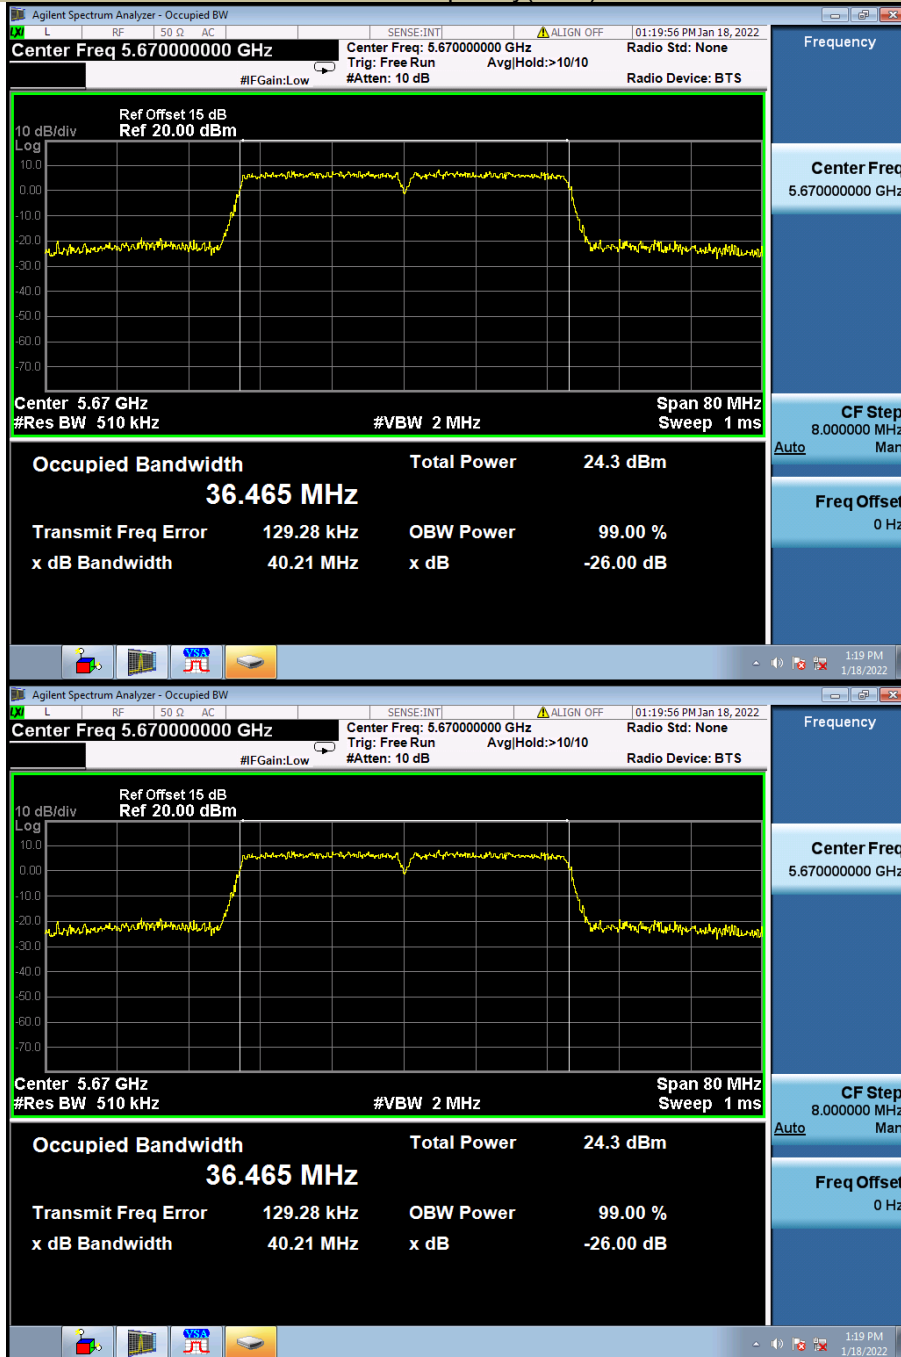 Agilent Spectrum Analyzer - Occupied BW
LXI L RF 50 Ω AC SENSE:INT ALIGN OFF 01:19:56 PM Jan 18, 2022
Center Freq 5.670000000 GHz
Center Freq: 5.670000000 GHz Radio Std: None
Trig: Free Run Avg|Hold:>10/10
#IFGain:Low #Atten: 10 dB Radio Device: BTS
Frequency
Ref Offset 15 dB
10 dB/div Ref 20.00 dBm
Log
10.0
0.00
-10.0
-20.0
-30.0
-40.0
-50.0
-60.0
-70.0
Center 5.67 GHz Span 80 MHz
#Res BW 510 kHz #VBW 2 MHz Sweep 1 ms
Center Freq
5.670000000 GHz
CF Step
8.000000 MHz
Auto Man
Freq Offset
0 Hz
Occupied Bandwidth Total Power 24.3 dBm
36.465 MHz
Transmit Freq Error 129.28 kHz OBW Power 99.00 %
x dB Bandwidth 40.21 MHz x dB -26.00 dB
VSA
1:19 PM
1/18/2022
Agilent Spectrum Analyzer - Occupied BW
LXI L RF 50 Ω AC SENSE:INT ALIGN OFF 01:19:56 PM Jan 18, 2022
Center Freq 5.670000000 GHz
Center Freq: 5.670000000 GHz Radio Std: None
Trig: Free Run Avg|Hold:>10/10
#IFGain:Low #Atten: 10 dB Radio Device: BTS
Frequency
Ref Offset 15 dB
10 dB/div Ref 20.00 dBm
Log
10.0
0.00
-10.0
-20.0
-30.0
-40.0
-50.0
-60.0
-70.0
Center 5.67 GHz Span 80 MHz
#Res BW 510 kHz #VBW 2 MHz Sweep 1 ms
Center Freq
5.670000000 GHz
CF Step
8.000000 MHz
Auto Man
Freq Offset
0 Hz
Occupied Bandwidth Total Power 24.3 dBm
36.465 MHz
Transmit Freq Error 129.28 kHz OBW Power 99.00 %
x dB Bandwidth 40.21 MHz x dB -26.00 dB
VSA
1:19 PM
1/18/2022